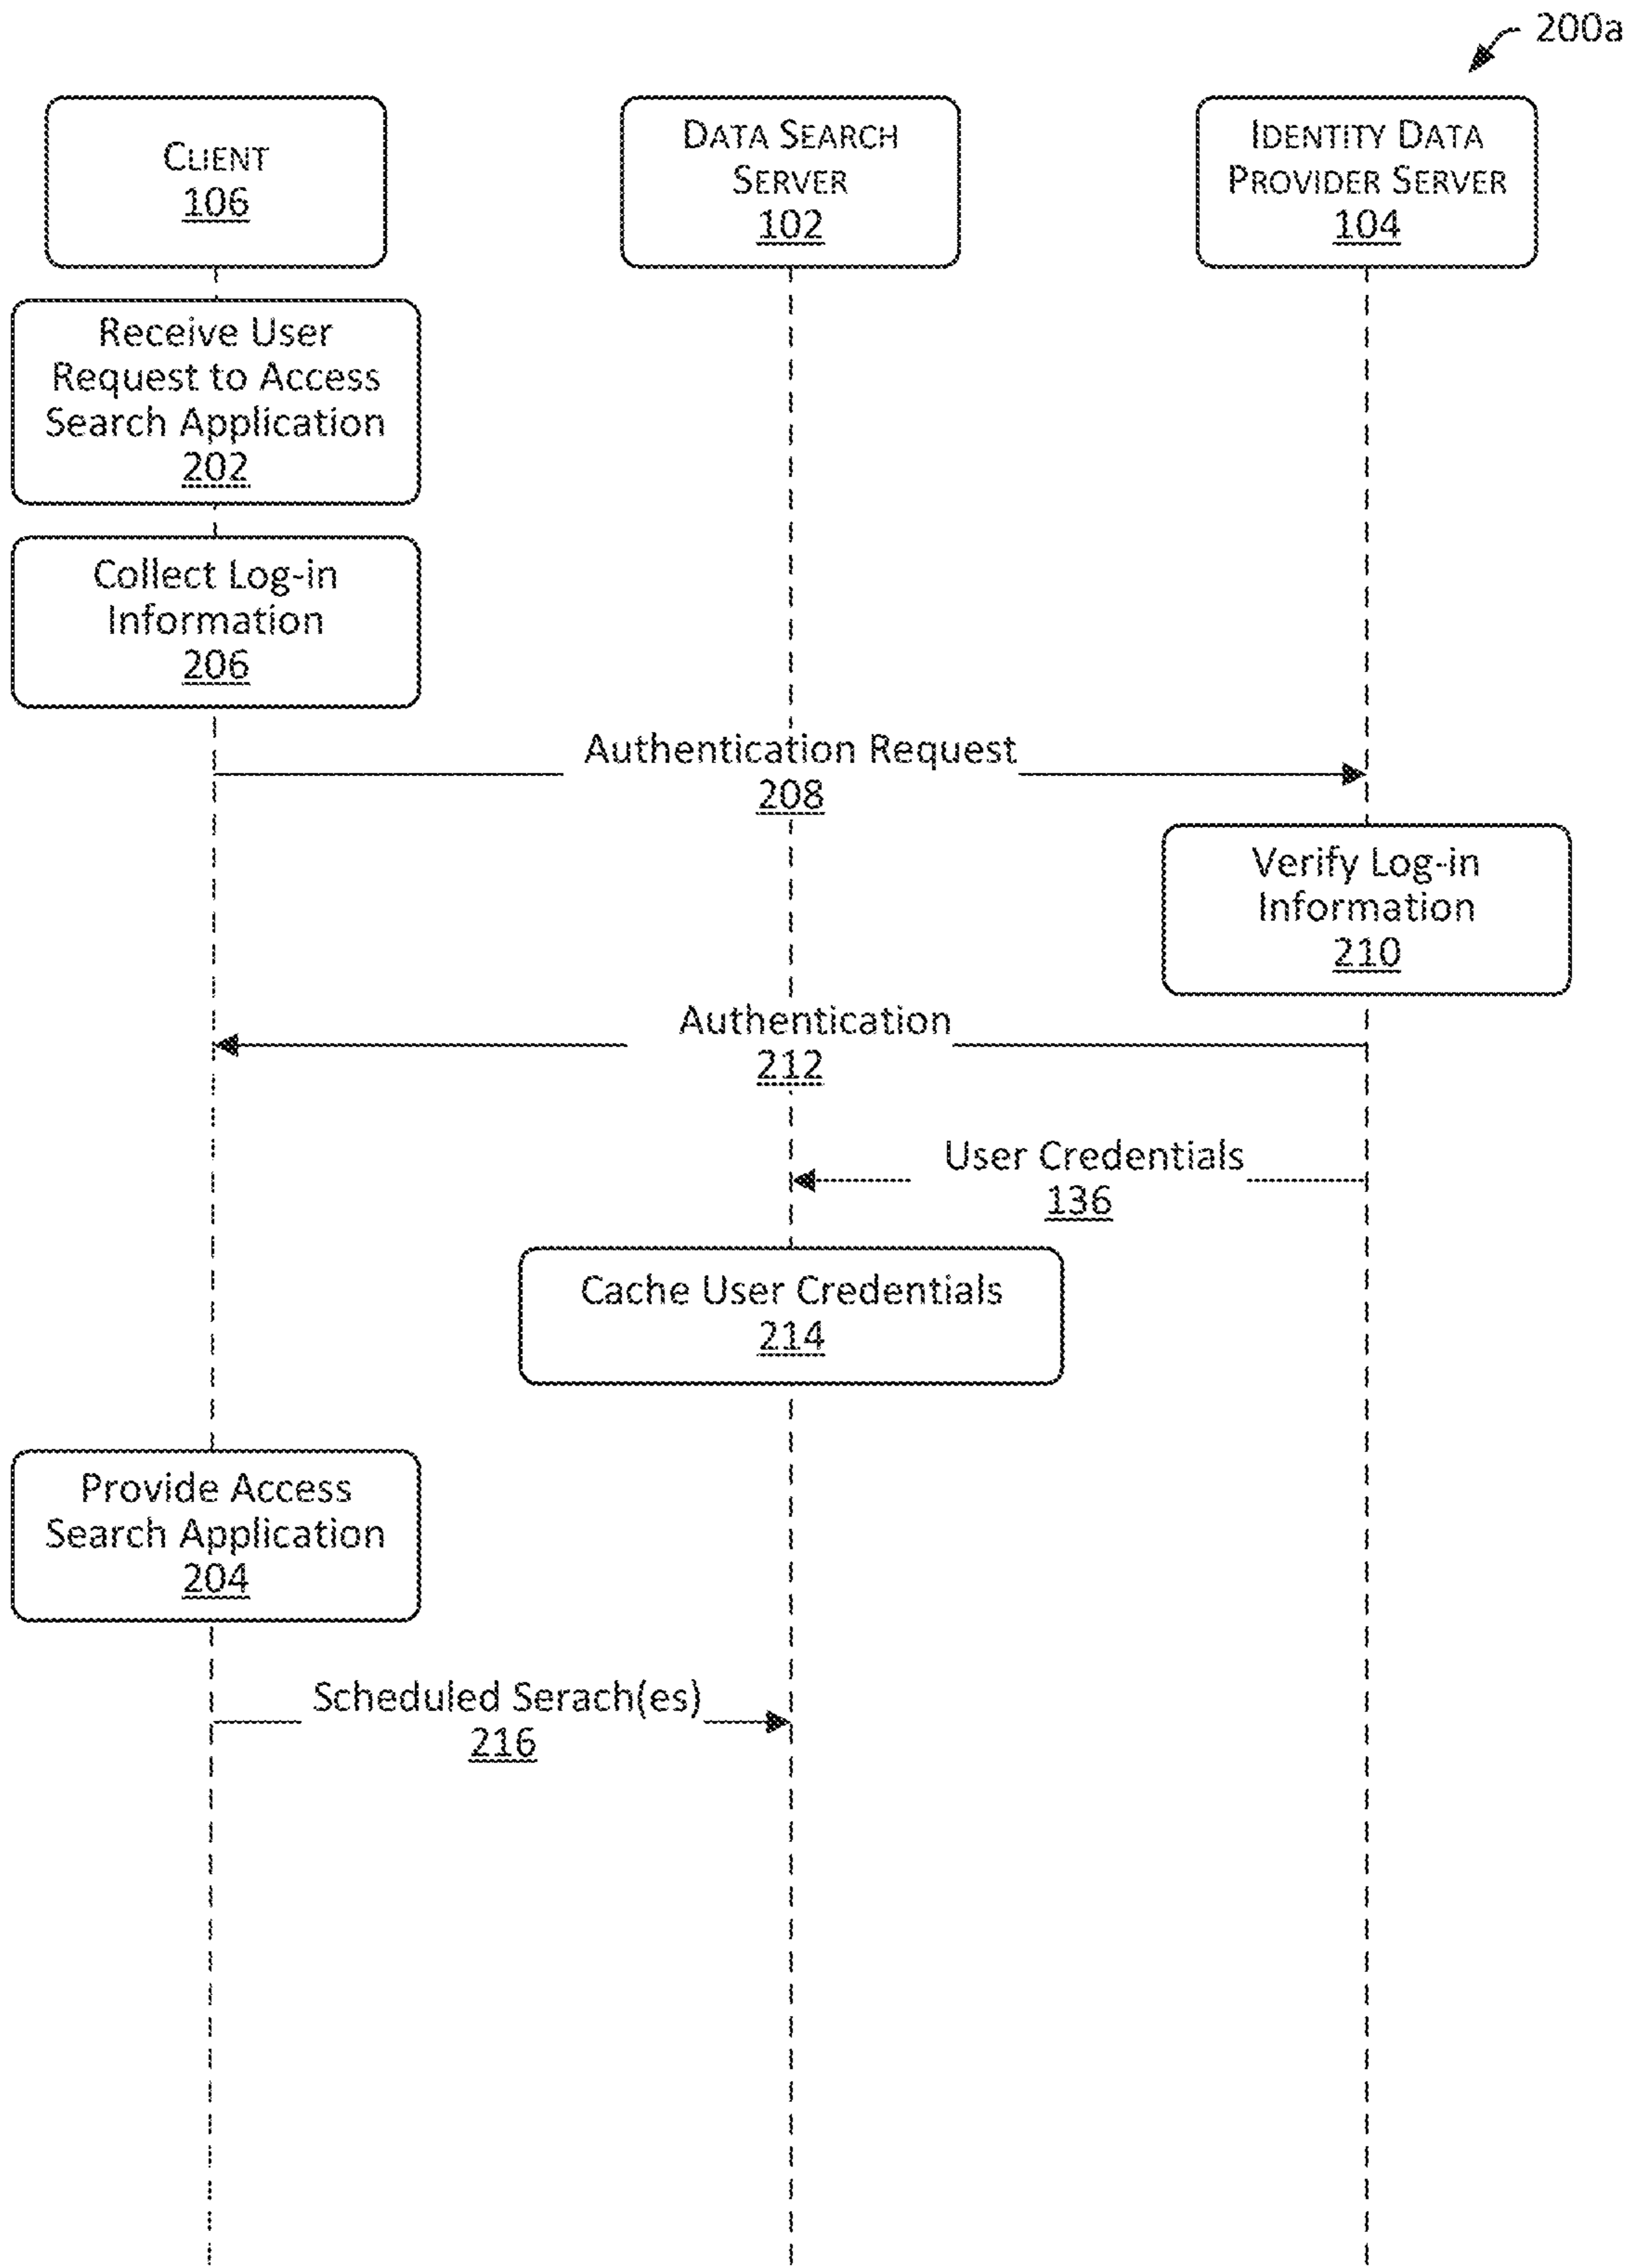 200a
CLIENT
106
DATA SEARCH
SERVER
102
IDENTITY DATA
PROVIDER SERVER
104
Receive User
Request to Access
Search Application
202
Collect Log-in
Information
206
Authentication Request
208
Verify Log-in
Information
210
Authentication
212
User Credentials
136
Cache User Credentials
214
Provide Access
Search Application
204
Scheduled Serach(es)
216